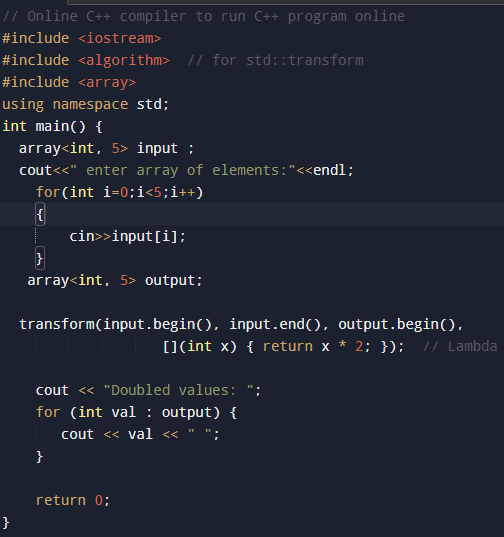 // Online C++ compiler to run C++ program online
#include <iostream>
#include <algorithm>  // for std::transform
#include <array>
using namespace std;
int main() {
  array<int, 5> input ;
  cout<<" enter array of elements:"<<endl;
    for(int i=0;i<5;i++)
    {
        cin>>input[i];
    }
   array<int, 5> output;
  transform(input.begin(), input.end(), output.begin(),
                   [](int x) { return x * 2; });  // Lambda
    cout << "Doubled values: ";
    for (int val : output) {
       cout << val << " ";
    }
    return 0;
}